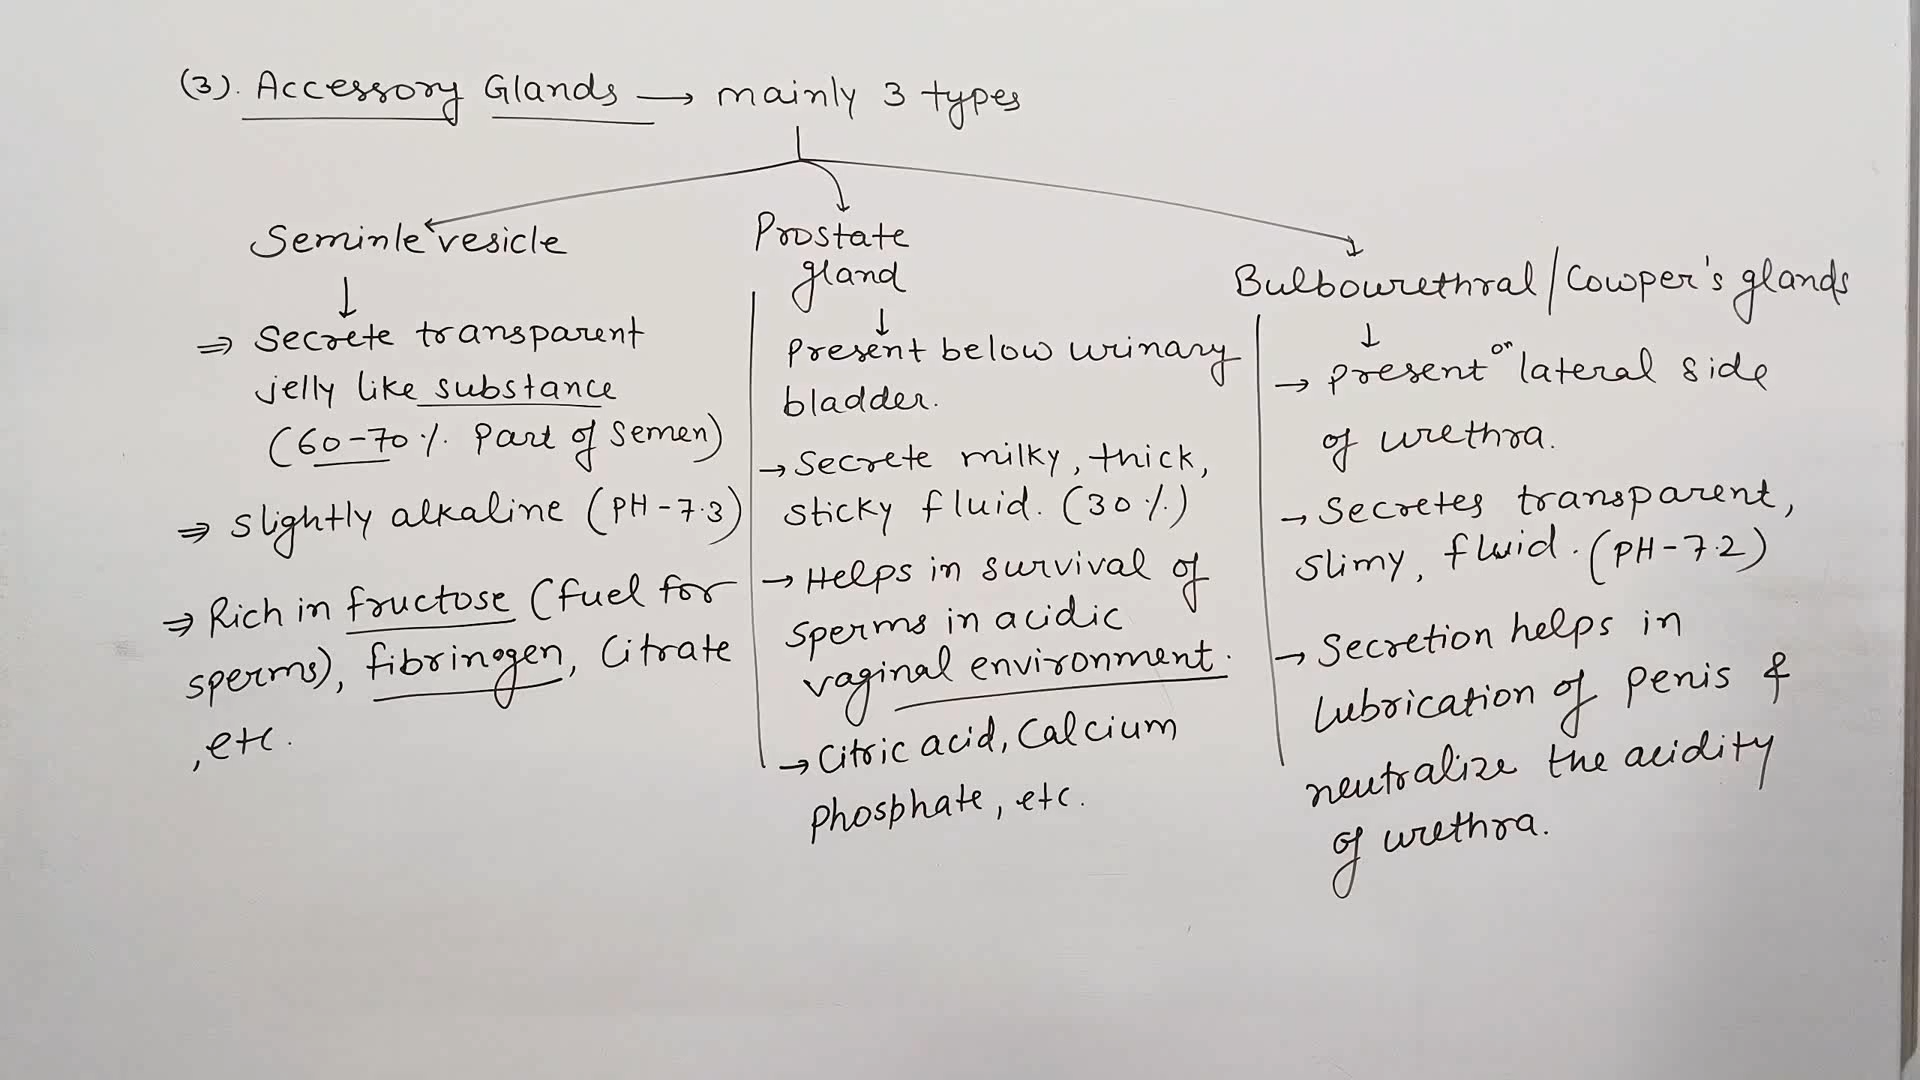 (3). Accessory Glands → mainly 3 types
Seminle vesicle
⇒ Secrete transparent
jelly like substance
(60-70% Part of Semen)
⇒ slightly alkaline (PH-7.3)
⇒ Rich in fructose (fuel for
sperms), fibrinogen, Citrate
, etc.
Prostate
gland
Present below urinary
bladder.
→ Secrete milky, thick,
sticky fluid. (30%)
→ Helps in survival of
sperms in acidic
vaginal environment.
→ Citric acid, Calcium
phosphate, etc.
Bulbourethral/Cowper's glands
→ Present on lateral side
of urethra.
→ Secretes transparent,
slimy, fluid. (PH-7.2)
→ Secretion helps in
lubrication of penis &
neutralize the acidity
of urethra.